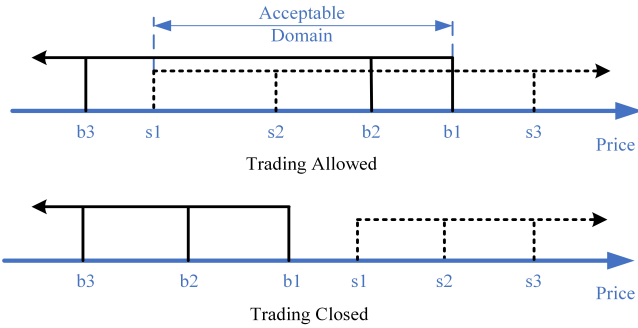 Acceptable
Domain
b3 s1 s2 b2 b1 s3
Price
Trading Allowed
b3 b2 b1 s1 s2 s3
Price
Trading Closed